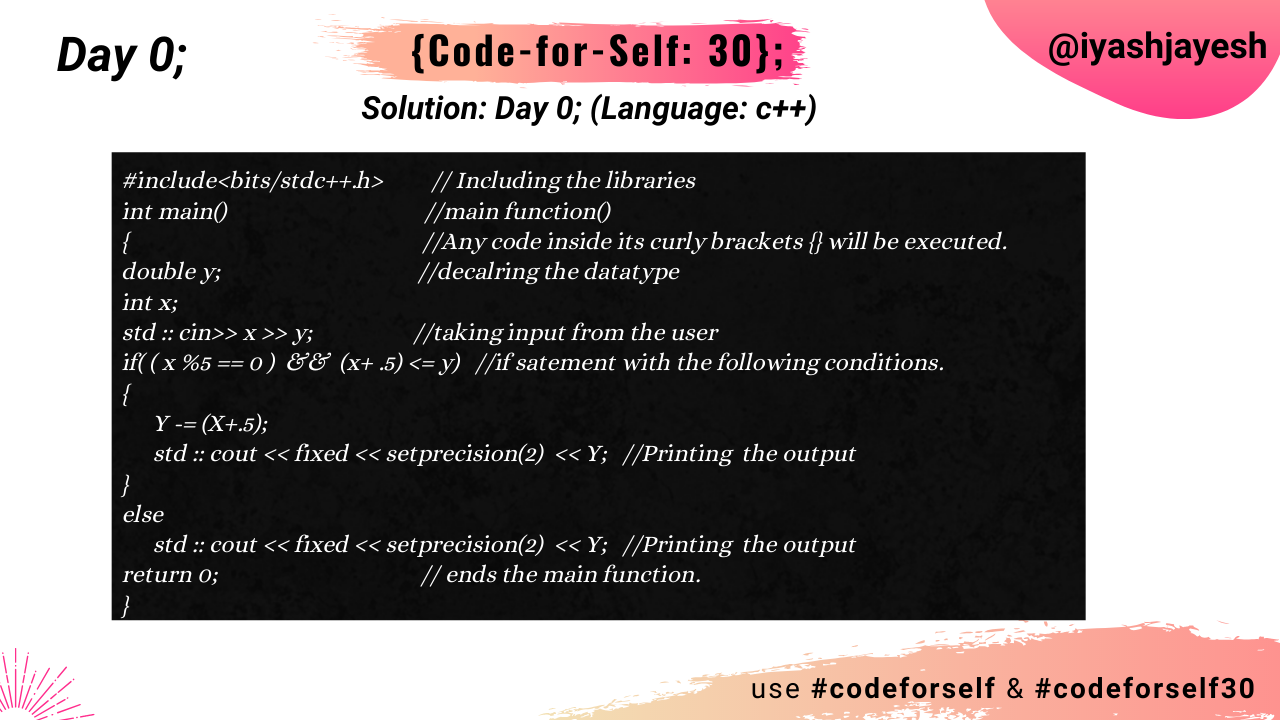 Day 0;
{Code-for-Self: 30};
@iyashjayesh
Solution: Day 0; (Language: c++)
#include<bits/stdc++.h> // Including the libraries
int main() //main function()
{ //Any code inside its curly brackets {} will be executed.
double y; //decalring the datatype
int x;
std :: cin>> x >> y; //taking input from the user
if( ( x %5 == 0 ) && (x+ .5) <= y) //if satement with the following conditions.
{
Y -= (X+.5);
std :: cout << fixed << setprecision(2) << Y; //Printing the output
}
else
std :: cout << fixed << setprecision(2) << Y; //Printing the output
return 0; // ends the main function.
}
use #codeforself & #codeforself30